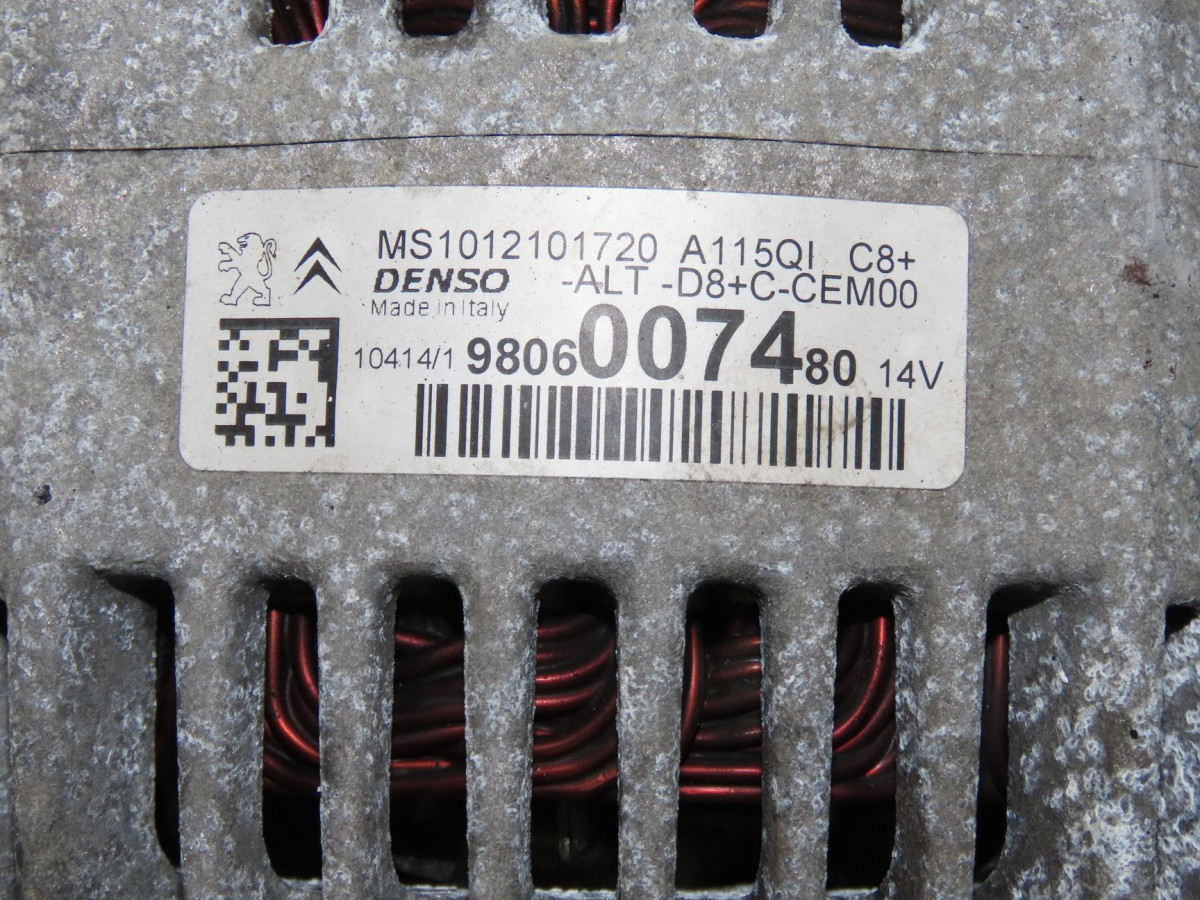 MS1012101720 A115QI C8+
DENSO -ALT -D8+C-CEM00
Made in Italy
10414/1 9806007480 14V